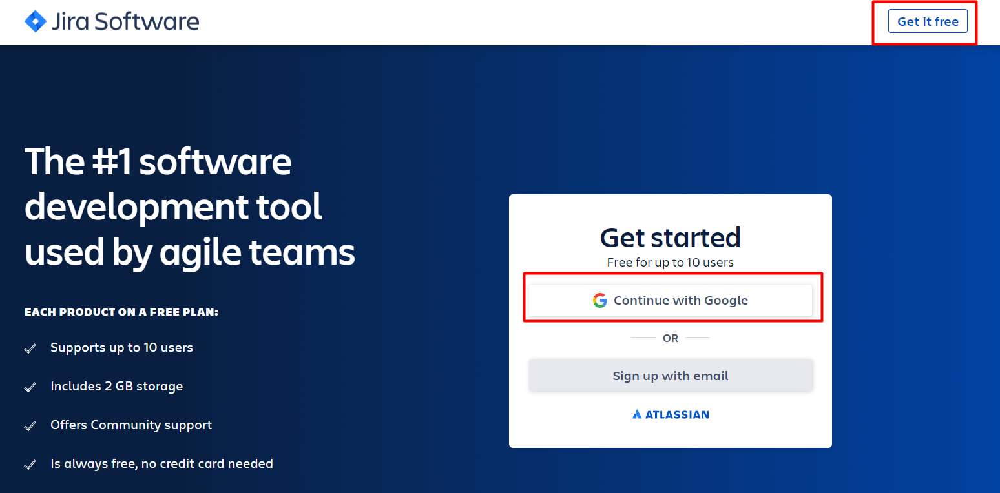 Jira Software
Get it free
The #1 software
development tool
used by agile teams
EACH PRODUCT ON A FREE PLAN:
Supports up to 10 users
Includes 2 GB storage
Offers Community support
Is always free, no credit card needed
Get started
Free for up to 10 users
Continue with Google
OR
Sign up with email
ATLASSIAN